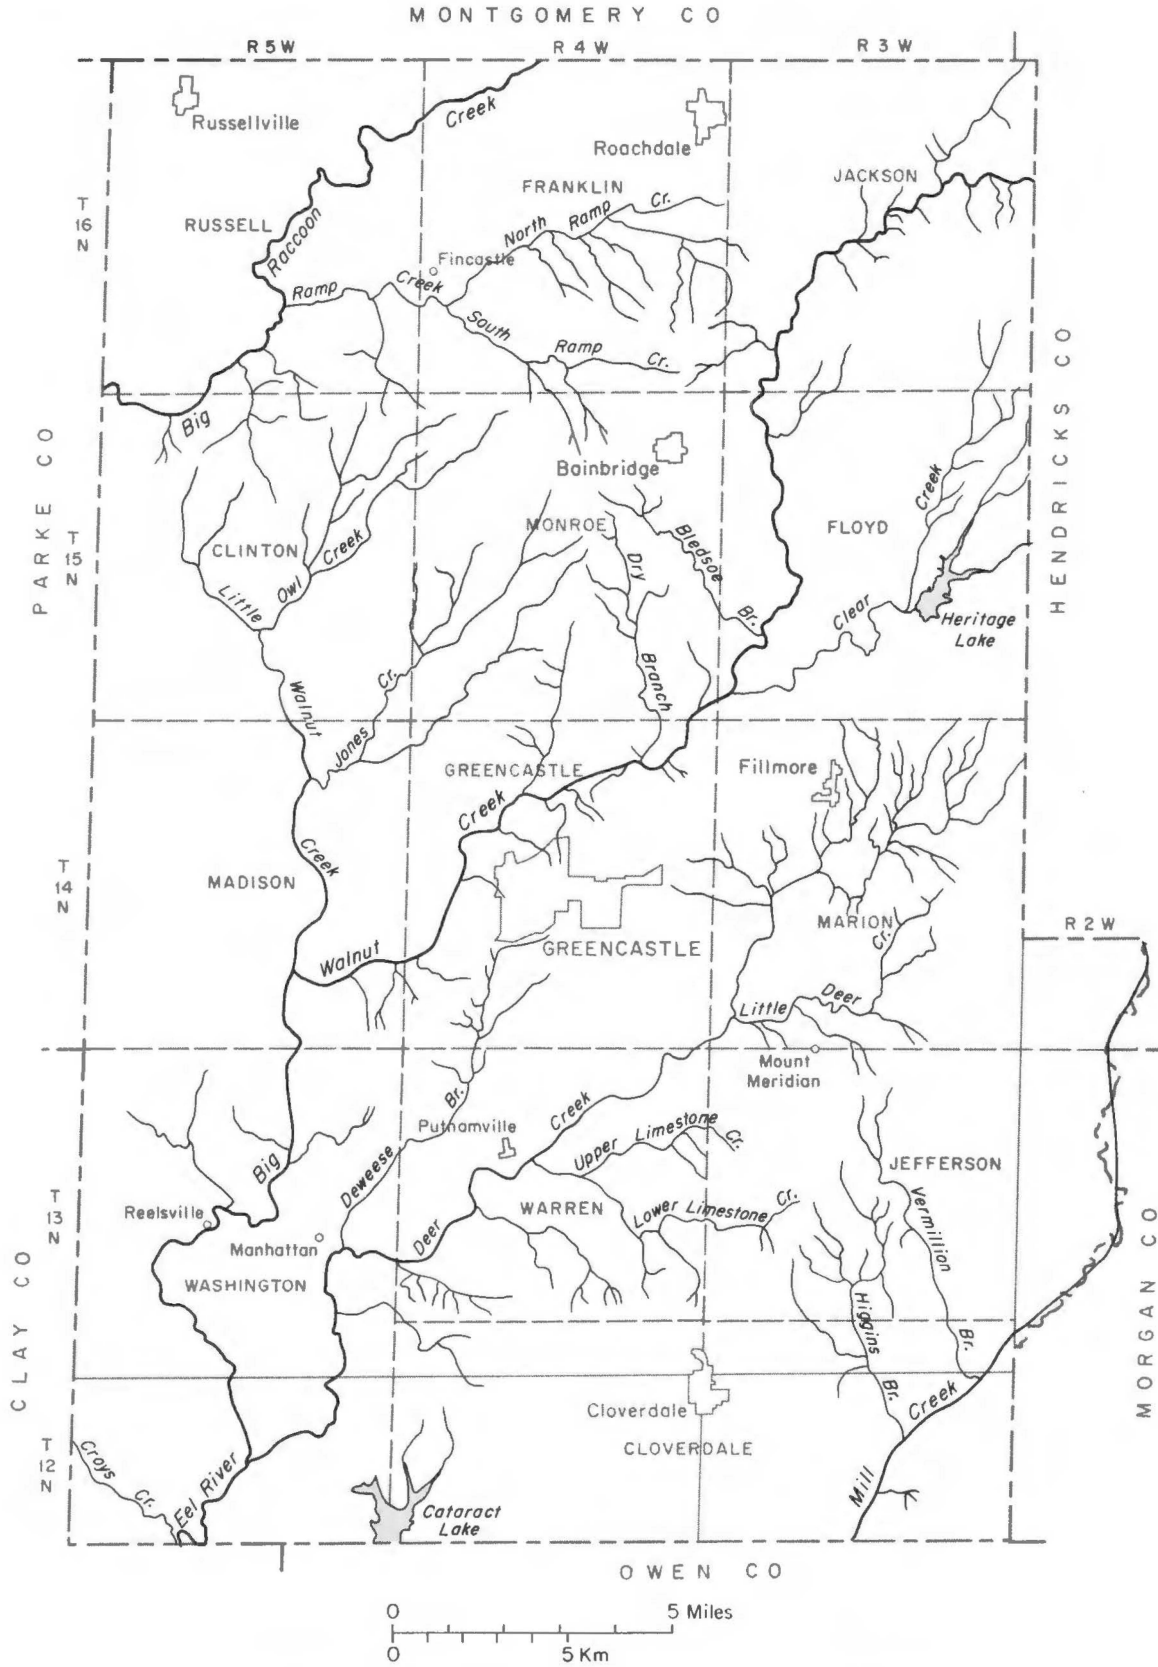 MONTGOMERY CO
R 5 W
R 4 W
R 3 W
Russellville
Creek
Roachdale
JACKSON
FRANKLIN
T
16
N
RUSSELL
Raccoon
North
Ramp
Cr.
Fincastle
Ramp
Creek
South
Ramp
Cr.
HENDRICKS CO
Big
PARKE CO
Bainbridge
Creek
T
15
N
CLINTON
Owl
Creek
MONROE
Bledsoe
FLOYD
Dry
Little
Br.
Clear
Heritage
Lake
Walnut
Cr.
Branch
Jones
GREENCASTLE
Fillmore
Creek
Creek
T
14
N
MADISON
MARION
Cr.
R 2 W
Walnut
GREENCASTLE
Little
Deer
Mount
Meridian
Br.
Putnamville
Creek
Upper Limestone
Cr.
Big
Deweese
JEFFERSON
T
13
N
Reelsville
WARREN
Lower Limestone
Cr.
Vermillion
Manhattan
Deer
WASHINGTON
CLAY CO
Higgins
Br.
MORGAN CO
Br.
Creek
Cloverdale
CLOVERDALE
T
12
N
Croys
Cr.
Eel River
Mill
Cataract
Lake
OWEN CO
0
5 Miles
0
5 Km